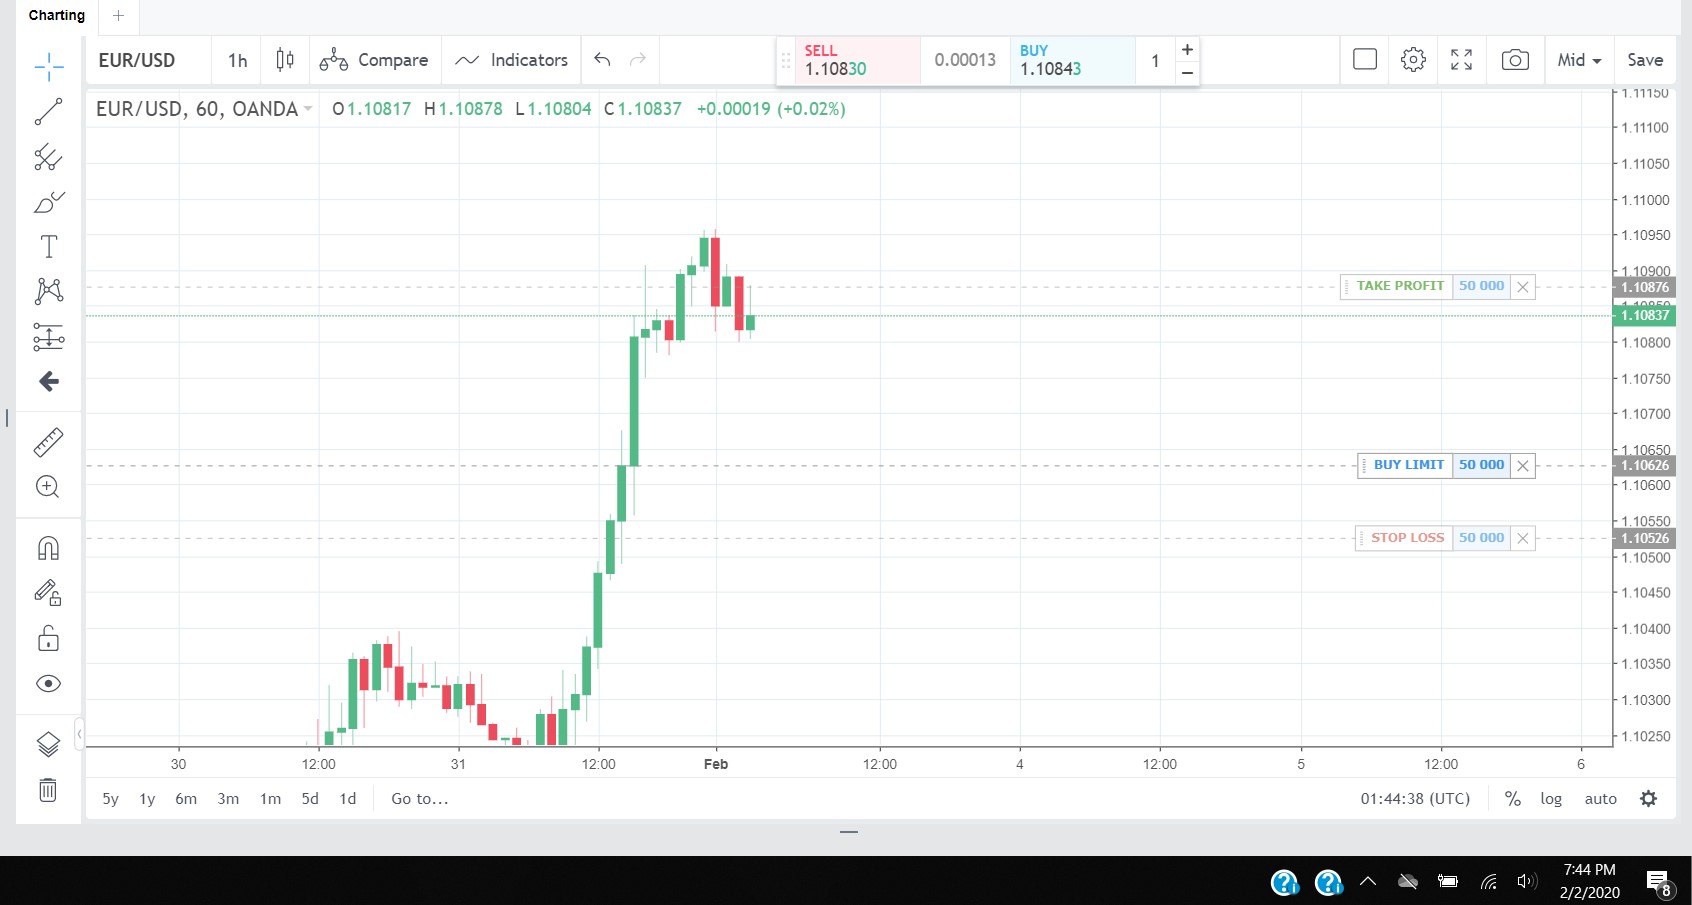 Charting
EUR/USD 1h Compare Indicators
SELL 1.10830 0.00013 BUY 1.10843 1
Mid Save
EUR/USD, 60, OANDA O1.10817 H1.10878 L1.10804 C1.10837 +0.00019 (+0.02%)
1.11150
1.11100
1.11050
1.11000
1.10950
1.10900
TAKE PROFIT 50 000 1.10876
1.10850
1.10837
1.10800
1.10750
1.10700
1.10650
BUY LIMIT 50 000 1.10626
1.10600
1.10550
STOP LOSS 50 000 1.10526
1.10500
1.10450
1.10400
1.10350
1.10300
1.10250
30 12:00 31 12:00 Feb 12:00 4 12:00 5 12:00 6
5y 1y 6m 3m 1m 5d 1d Go to... 01:44:38 (UTC) % log auto
7:44 PM
2/2/2020
8